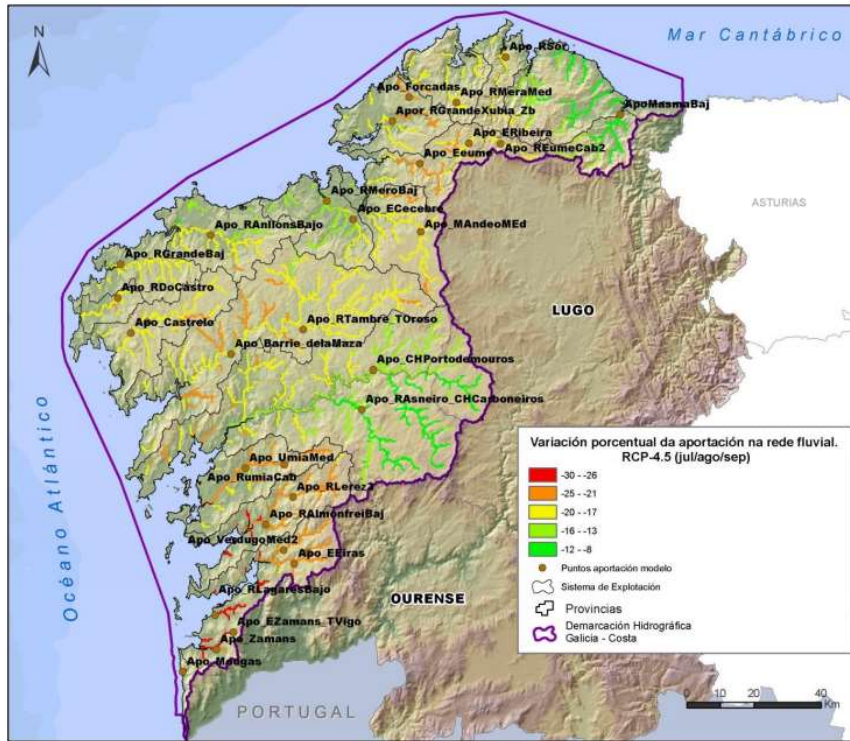 N
Mar Cantábrico
Apo_RSor
Apo_Forcadas
Apo_RMeraMed
ApoMasmaBaj
Apor_RGrandeXubia_Zb
Apo_ERibeira
Apo_REumeCab2
Apo_Eeume
ASTURIAS
Apo_RMeroBaj
Apo_ECecebre
Apo_RAnllonsBajo
Apo_MAndeoMEd
Apo_RGrandeBaj
Apo_RDoCastro
LUGO
Apo_RTambre_TOroso
Apo_Castrelo
Apo_Barrie_delaMaza
Apo_CHPortodemouros
Apo_RAsneiro_CHCarboneiros
Océano Atlántico
Variación porcentual da aportación na rede fluvial.
RCP-4.5 (jul/ago/sep)
-30 - -26
-25 - -21
-20 - -17
-16 - -13
-12 - -8
Puntos aportación modelo
Sistema de Explotación
Provincias
Demarcación Hidrográfica
Galicia - Costa
Apo_UmiaMed
Apo_RumiaCab
Apo_RLerez3
Apo_RAlmonfreiBaj
Apo_VerdugoMed2
Apo_EEiras
Apo_RLagaresBajo
OURENSE
Apo_EZamans_TVigo
Apo_Zamans
Apo_Madgas
PORTUGAL
0 10 20 40
Km